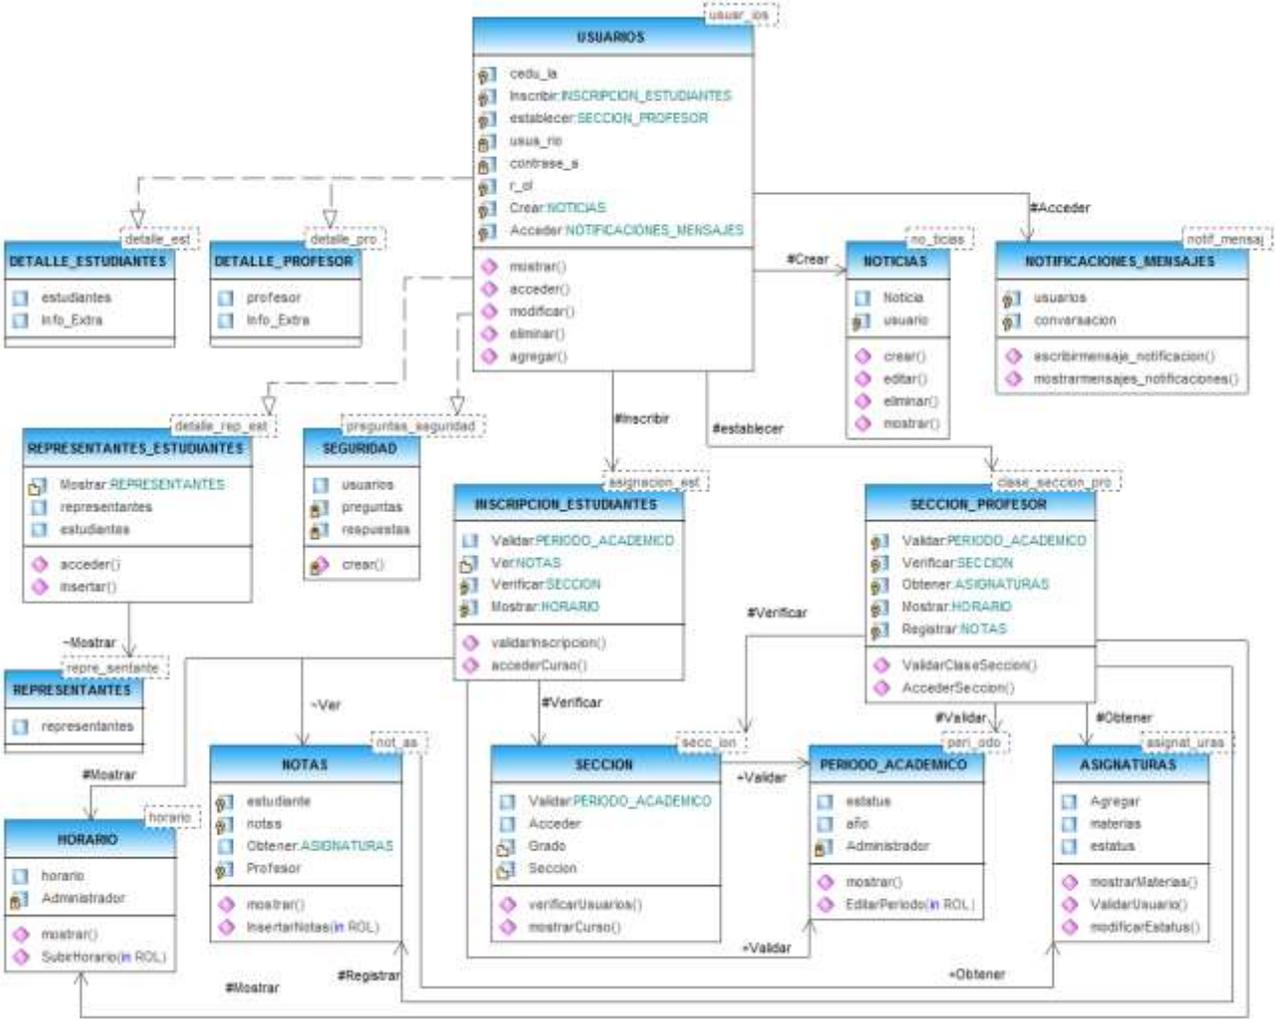 usuar_ios
USUARIOS
cedu_la
Inscribir:INSCRIPCION_ESTUDIANTES
establecer:SECCION_PROFESOR
usua_rio
contrase_a
r_ol
Crear:NOTICIAS
Acceder:NOTIFICACIONES_MENSAJES
mostrar()
acceder()
modificar()
eliminar()
agregar()
#Acceder
#Crear
#Inscribir
#establecer
detalle_est
DETALLE_ESTUDIANTES
estudiantes
Info_Extra
detalle_pro
DETALLE_PROFESOR
profesor
Info_Extra
no_ticias
NOTICIAS
Noticia
usuario
crear()
editar()
eliminar()
mostrar()
notif_mensaj
NOTIFICACIONES_MENSAJES
usuarios
conversacion
escribirmensaje_notificacion()
mostrarmensajes_notificaciones()
detalle_rep_est
REPRESENTANTES_ESTUDIANTES
Mostrar:REPRESENTANTES
representantes
estudiantes
acceder()
insertar()
~Mostrar
preguntas_seguridad
SEGURIDAD
usuarios
preguntas
respuestas
crear()
asignacion_est
INSCRIPCION_ESTUDIANTES
Validar:PERIODO_ACADEMICO
Ver:NOTAS
Verificar:SECCION
Mostrar:HORARIO
validarInscripcion()
accederCurso()
clase_seccion_pro
SECCION_PROFESOR
Validar:PERIODO_ACADEMICO
Verificar:SECCION
Obtener:ASIGNATURAS
Mostrar:HORARIO
Registrar:NOTAS
ValidarClaseSeccion()
AccederSeccion()
#Verificar
#Validar
#Obtener
repre_sentante
REPRESENTANTES
representantes
~Ver
#Verificar
#Mostrar
horario
HORARIO
horario
Administrador
mostrar()
SubirHorario(in ROL)
not_as
NOTAS
estudiante
notas
Obtener:ASIGNATURAS
Profesor
mostrar()
InsertarNotas(in ROL)
secc_ion
SECCION
Validar:PERIODO_ACADEMICO
Acceder
Grado
Seccion
verificarUsuarios()
mostrarCurso()
+Validar
peri_odo
PERIODO_ACADEMICO
estatus
año
Administrador
mostrar()
EditarPeriodo(in ROL)
asignat_uras
ASIGNATURAS
Agregar
materias
estatus
mostrarMaterias()
ValidarUsuario()
modificarEstatus()
+Validar
#Registrar
+Obtener
#Mostrar